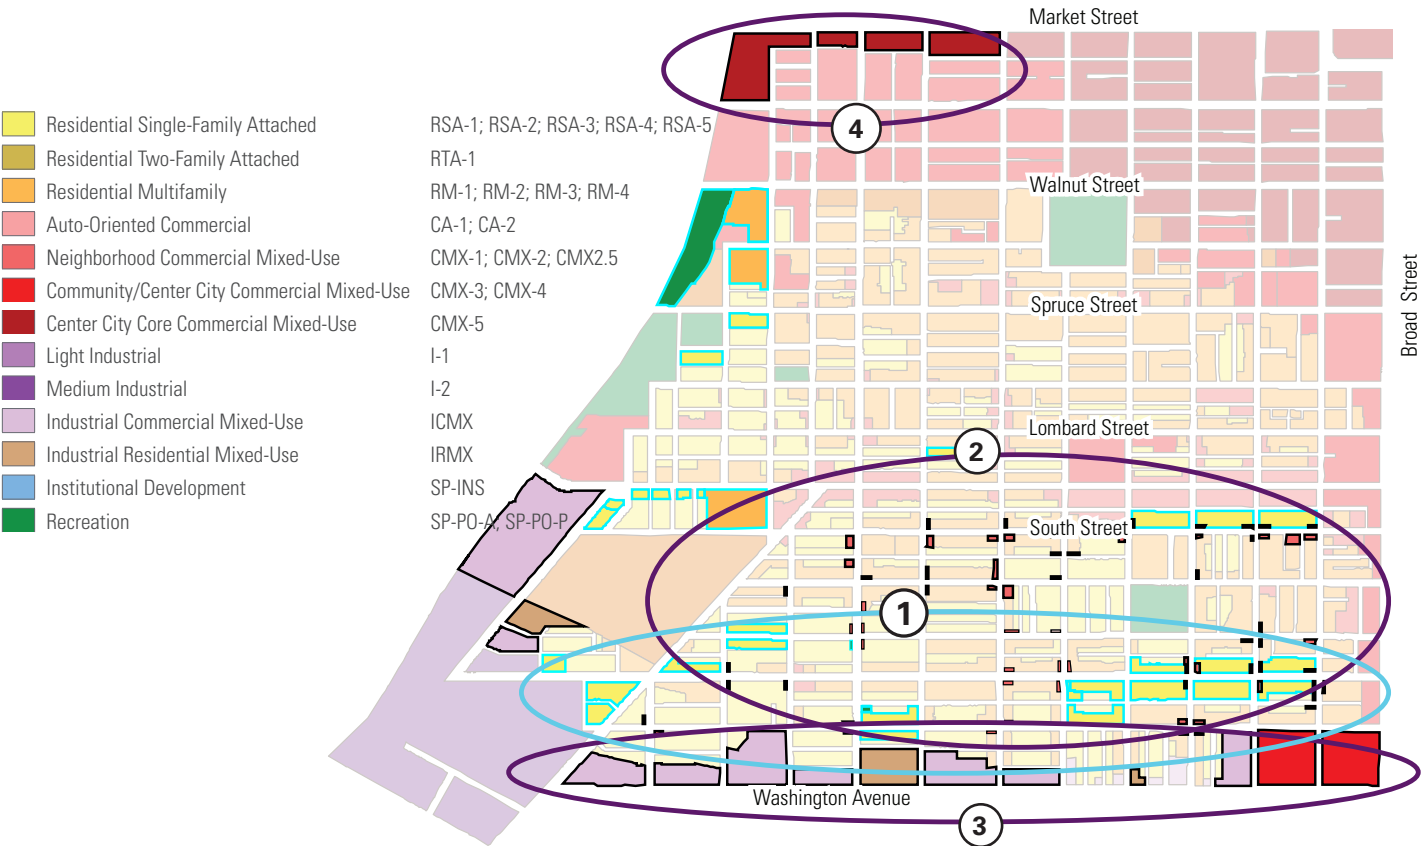 Market Street
4
Residential Single-Family Attached RSA-1; RSA-2; RSA-3; RSA-4; RSA-5
Residential Two-Family Attached RTA-1
Residential Multifamily RM-1; RM-2; RM-3; RM-4
Auto-Oriented Commercial CA-1; CA-2
Neighborhood Commercial Mixed-Use CMX-1; CMX-2; CMX2.5
Community/Center City Commercial Mixed-Use CMX-3; CMX-4
Center City Core Commercial Mixed-Use CMX-5
Light Industrial I-1
Medium Industrial I-2
Industrial Commercial Mixed-Use ICMX
Industrial Residential Mixed-Use IRMX
Institutional Development SP-INS
Recreation SP-PO-A; SP-PO-P
Walnut Street
Spruce Street
Broad Street
Lombard Street
2
South Street
1
Washington Avenue
3